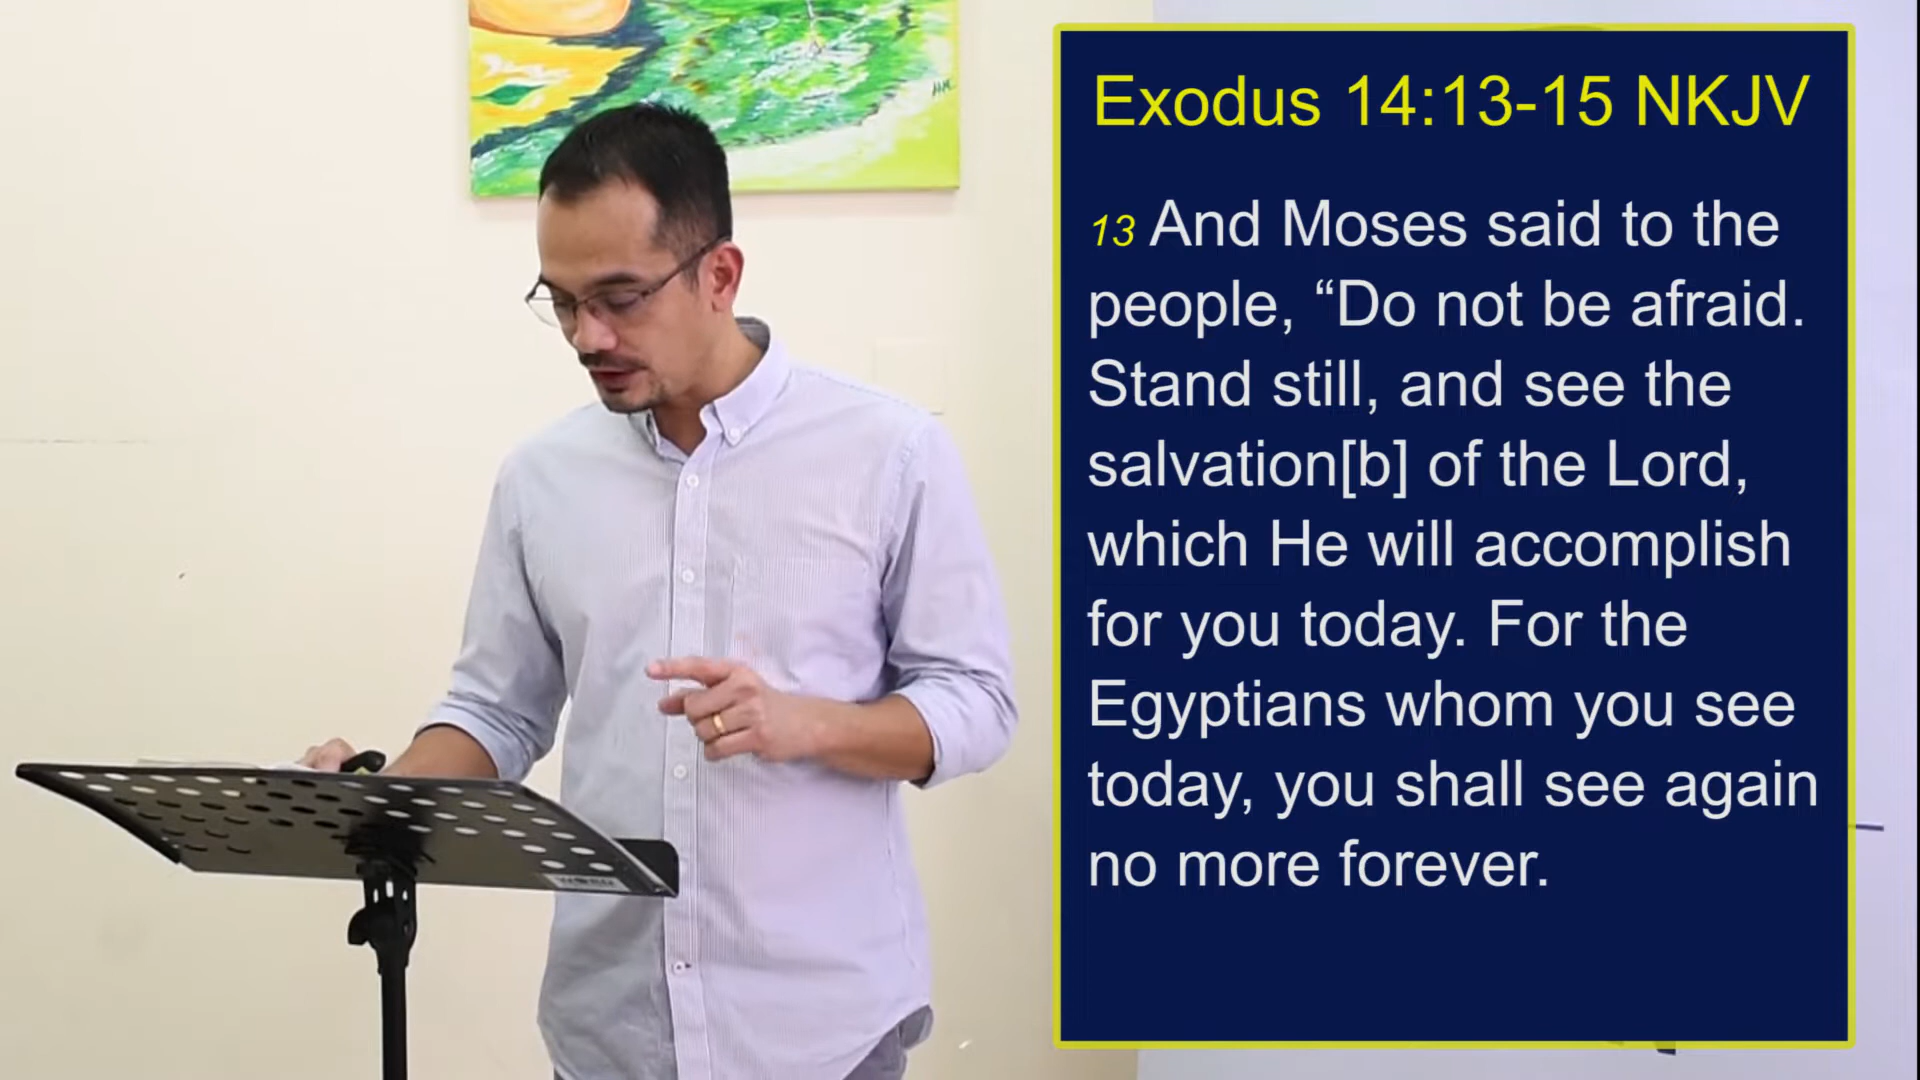 Exodus 14:13-15 NKJV
13 And Moses said to the
people, “Do not be afraid.
Stand still, and see the
salvation[b] of the Lord,
which He will accomplish
for you today. For the
Egyptians whom you see
today, you shall see again
no more forever.